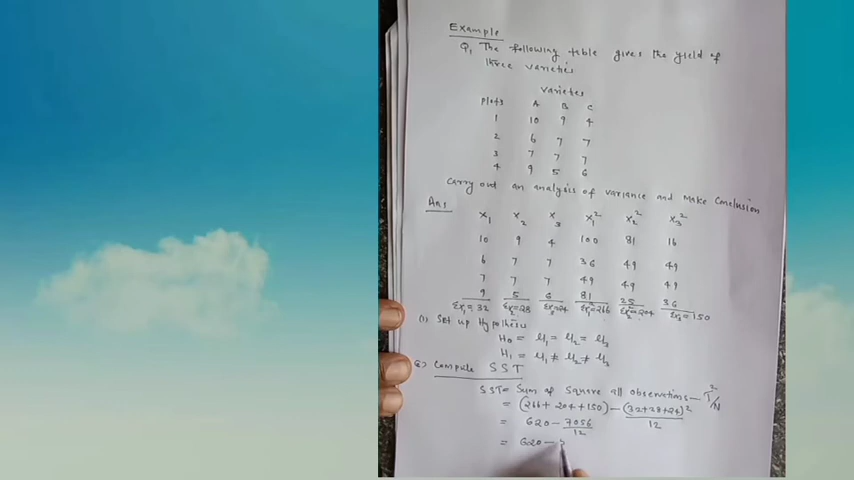 Example
Q, The following table gives the yield of
three varieties
Varieties
Plots A B C
1 10 9 4
2 6 7 7
3 7 7 7
4 9 5 6
Carry out an analysis of variance and make Conclusion
Ans
X₁ X₂ X₃ X₁² X₂² X₃²
10 9 4 100 81 16
6 7 7 36 49 49
7 7 7 49 49 49
9 5 6 81 25 36
Σx₁=32 Σx₂=28 Σx₃=24 Σx₁²=266 Σx₂²=204 Σx₃=150
(1) Set up Hypothesis
H₀ = μ₁ = μ₂ = μ₃
H₁ = μ₁ ≠ μ₂ ≠ μ₃
Compute SST
SST = Sum of Square all observations — T²/N
= (266 + 204 + 150) — (32+28+24)²/12
= 620 — 7056/12
= 620 —